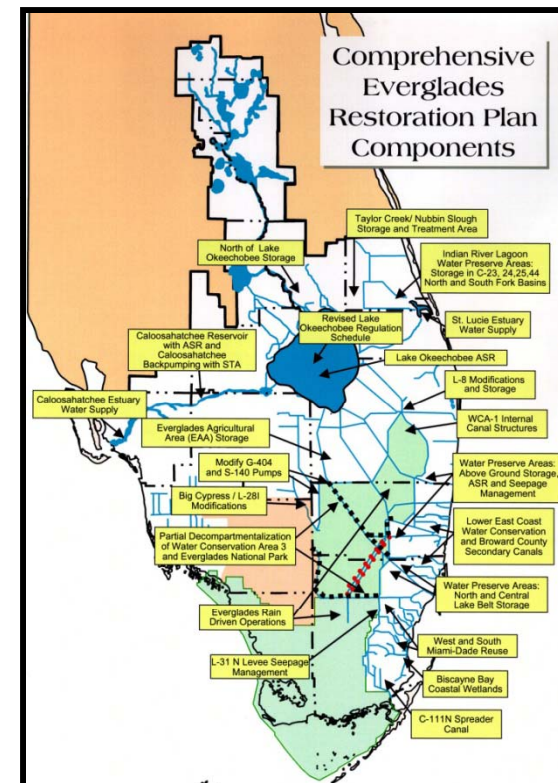 Comprehensive
Everglades
Restoration Plan
Components
Taylor Creek/ Nubbin Slough
Storage and Treatment Area
North of Lake
Okeechobee Storage
Indian River Lagoon
Water Preserve Areas:
Storage in C-23, 24,25,44
North and South Fork Basins
Revised Lake
Okeechobee Regulation
Schedule
St. Lucie Estuary
Water Supply
Caloosahatchee Reservoir
with ASR and
Caloosahatchee
Backpumping with STA
Lake Okeechobee ASR
L-8 Modifications
and Storage
Caloosahatchee Estuary
Water Supply
WCA-1 Internal
Canal Structures
Everglades Agricultural
Area (EAA) Storage
Modify G-404
and S-140 Pumps
Water Preserve Areas:
Above Ground Storage,
ASR and Seepage
Management
Big Cypress / L-28I
Modifications
Lower East Coast
Water Conservation
and Broward County
Secondary Canals
Partial Decompartmentalization
of Water Conservation Area 3
and Everglades National Park
Water Preserve Areas:
North and Central
Lake Belt Storage
Everglades Rain
Driven Operations
West and South
Miami-Dade Reuse
L-31 N Levee Seepage
Management
Biscayne Bay
Coastal Wetlands
C-111N Spreader
Canal